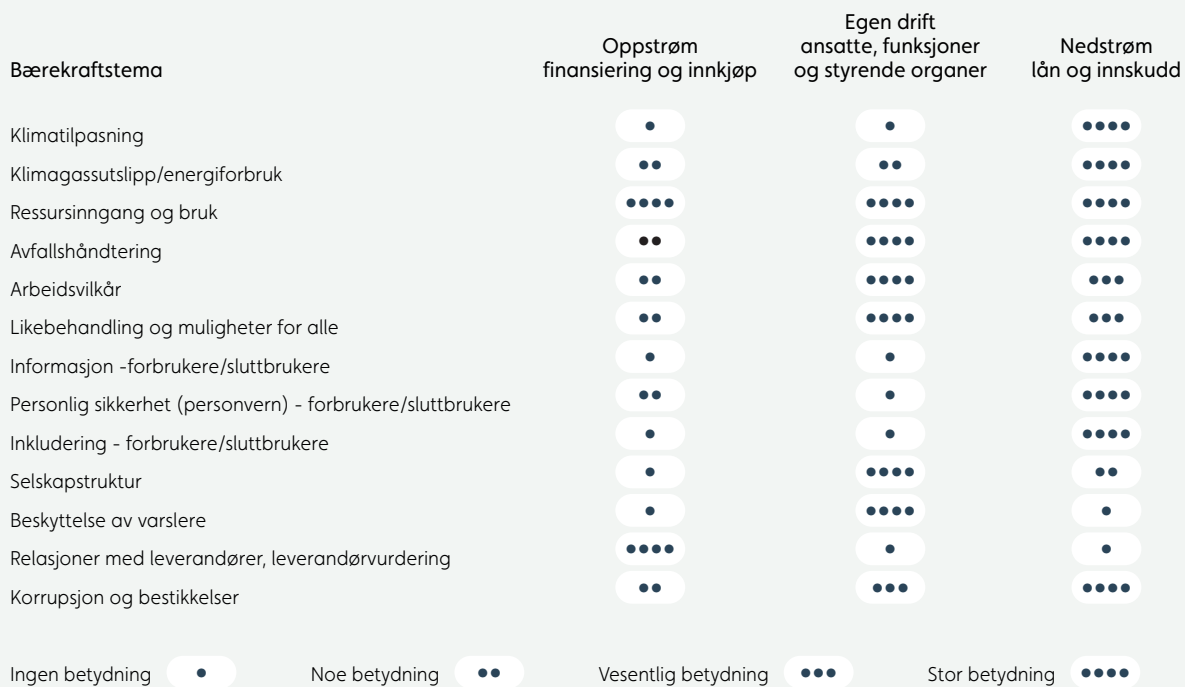 Bærekraftstema
Oppstrøm
finansiering og innkjøp
Egen drift
ansatte, funksjoner
og styrende organer
Nedstrøm
lån og innskudd
Klimatilpasning
Klimagassutslipp/energiforbruk
Ressursinngang og bruk
Avfallshåndtering
Arbeidsvilkår
Likebehandling og muligheter for alle
Informasjon -forbrukere/sluttbrukere
Personlig sikkerhet (personvern) - forbrukere/sluttbrukere
Inkludering - forbrukere/sluttbrukere
Selskapstruktur
Beskyttelse av varslere
Relasjoner med leverandører, leverandørvurdering
Korrupsjon og bestikkelser
Ingen betydning
Noe betydning
Vesentlig betydning
Stor betydning